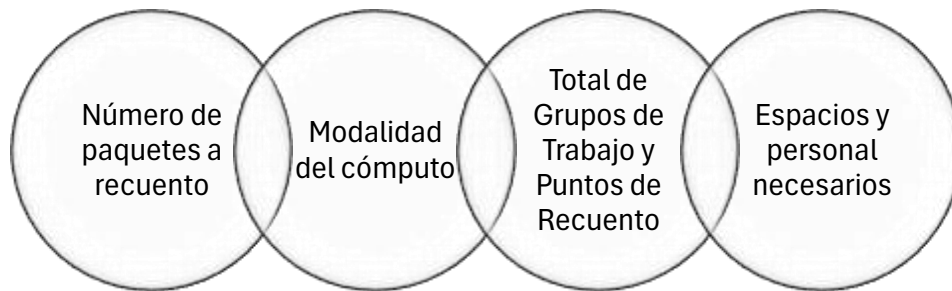 Número de
paquetes a
recuento
Modalidad
del cómputo
Total de
Grupos de
Trabajo y
Puntos de
Recuento
Espacios y
personal
necesarios